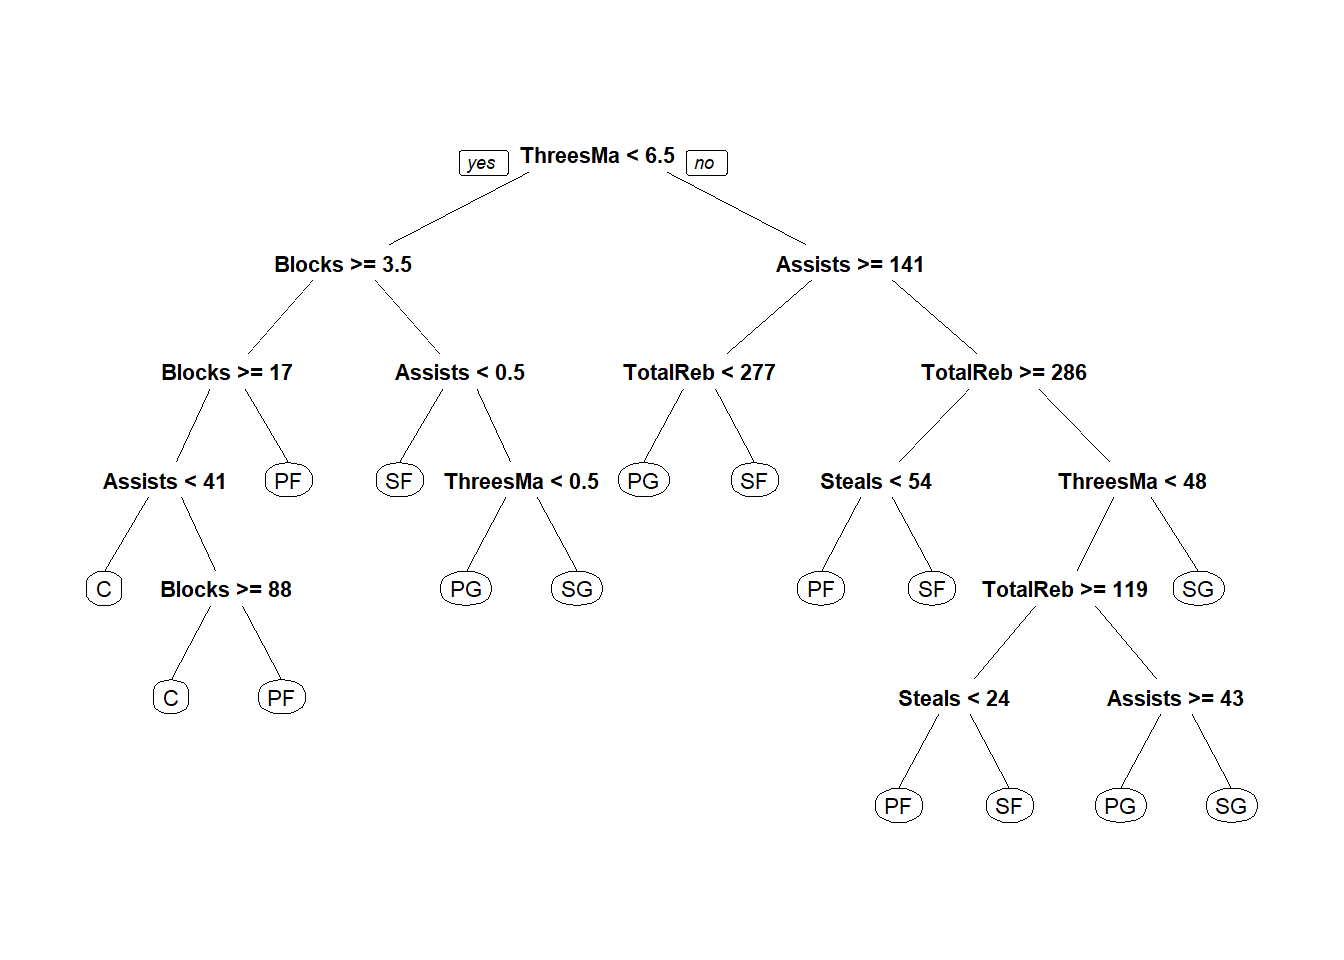 yes ThreesMa < 6.5 no
Blocks >= 3.5 Assists >= 141
Blocks >= 17 Assists < 0.5 TotalReb < 277 TotalReb >= 286
Assists < 41 PF SF ThreesMa < 0.5 PG SF Steals < 54 ThreesMa < 48
C Blocks >= 88 PG SG PF SF TotalReb >= 119 SG
C PF Steals < 24 Assists >= 43
PF SF PG SG